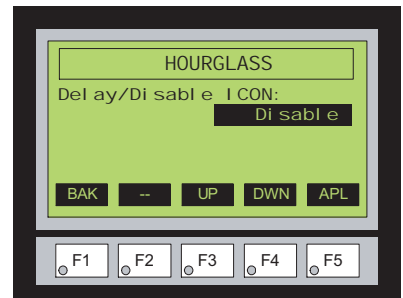 HOURGLASS
Delay/Disable ICON:
Disable
BAK -- UP DWN APL
F1 F2 F3 F4 F5